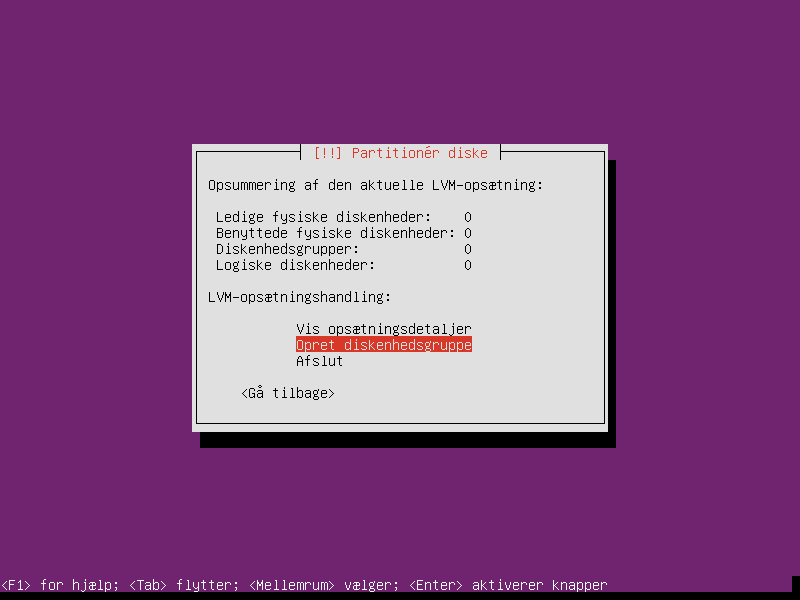 [!!] Partitionér diske
Opsummering af den aktuelle LVM-opsætning:
Ledige fysiske diskenheder: 0
Benyttede fysiske diskenheder: 0
Diskenhedsgrupper: 0
Logiske diskenheder: 0
LVM-opsætningshandling:
Vis opsætningsdetaljer
Opret diskenhedsgruppe
Afslut
<Gå tilbage>
<F1> for hjælp; <Tab> flytter; <Mellemrum> vælger; <Enter> aktiverer knapper